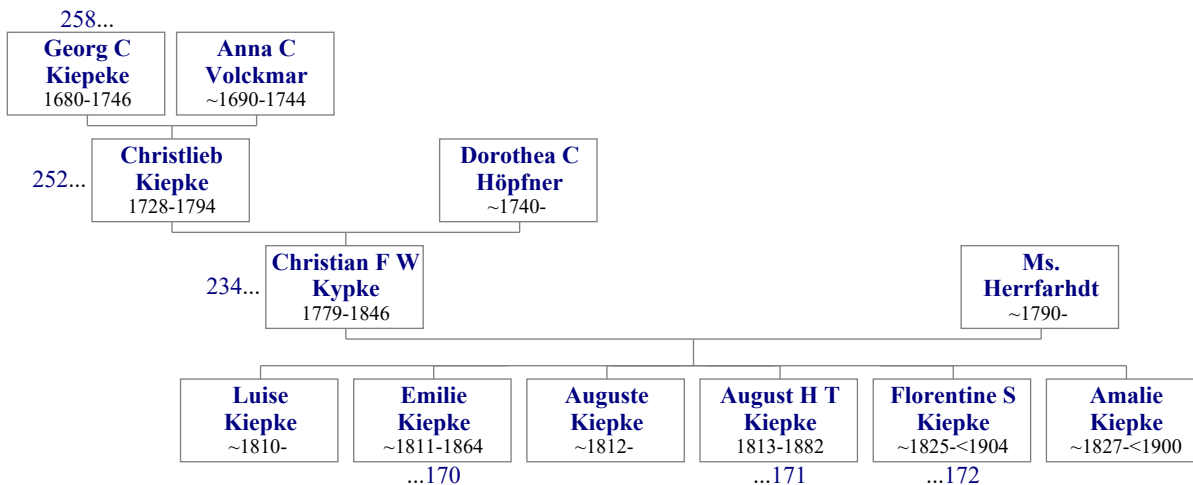 258...
Georg C
Kiepeke
1680-1746
Anna C
Volckmar
~1690-1744
252...
Christlieb
Kiepke
1728-1794
Dorothea C
Höpfner
~1740-
234...
Christian F W
Kypke
1779-1846
Ms.
Herrfarhdt
~1790-
Luise
Kiepke
~1810-
Emilie
Kiepke
~1811-1864
...170
Auguste
Kiepke
~1812-
August H T
Kiepke
1813-1882
...171
Florentine S
Kiepke
~1825-<1904
...172
Amalie
Kiepke
~1827-<1900